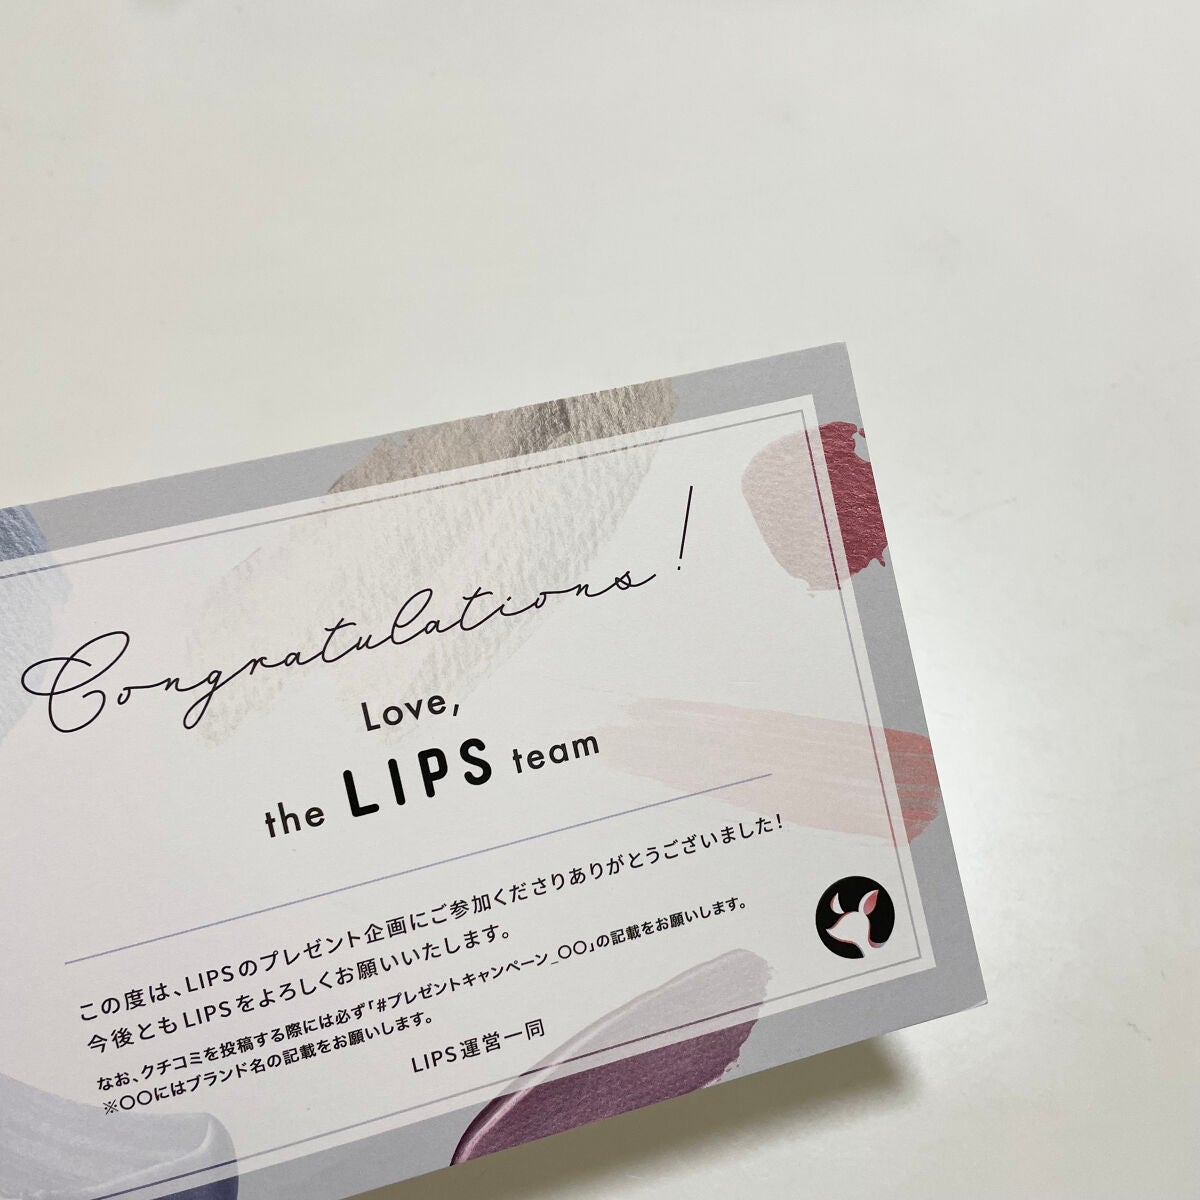 Congratulations!
Love,
the LIPS team
この度は、LIPSのプレゼント企画にご参加くださりありがとうございました!
今後ともLIPSをよろしくお願いいたします。
なお、クチコミを投稿する際には必ず「#プレゼントキャンペーン_〇〇」の記載をお願いします。
※〇〇にはブランド名の記載をお願いします。
LIPS運営一同